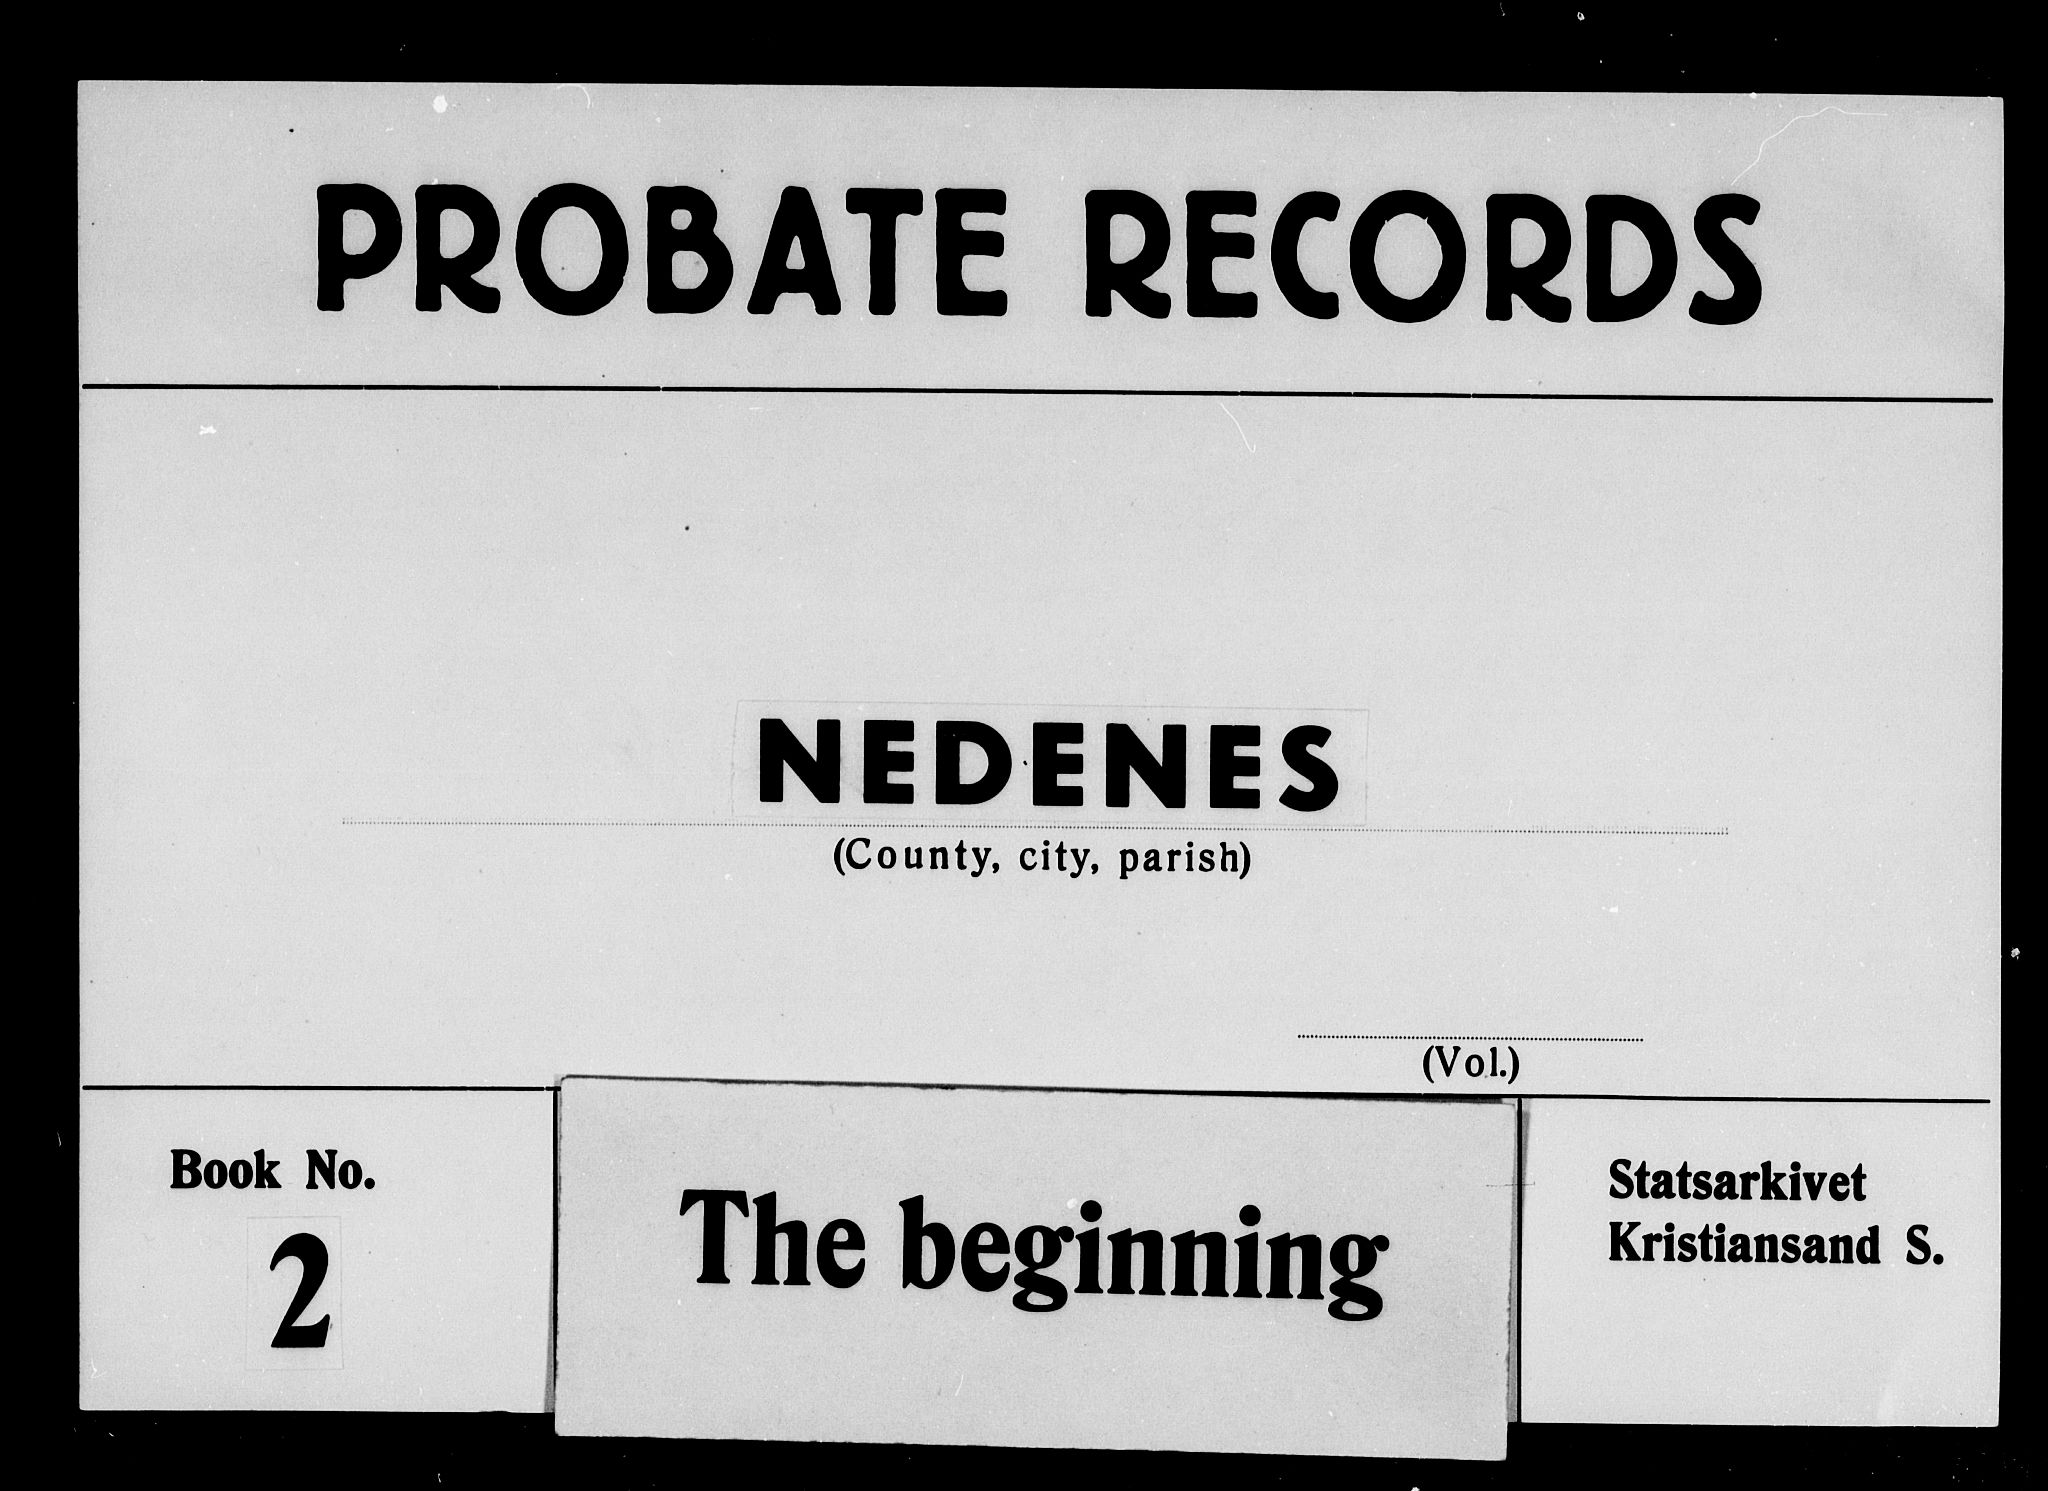 PROBATE RECORDS
NEDENES
(County, city, parish)
(Vol.)
Book No.
2
The beginning
Statsarkivet
Kristiansand S.